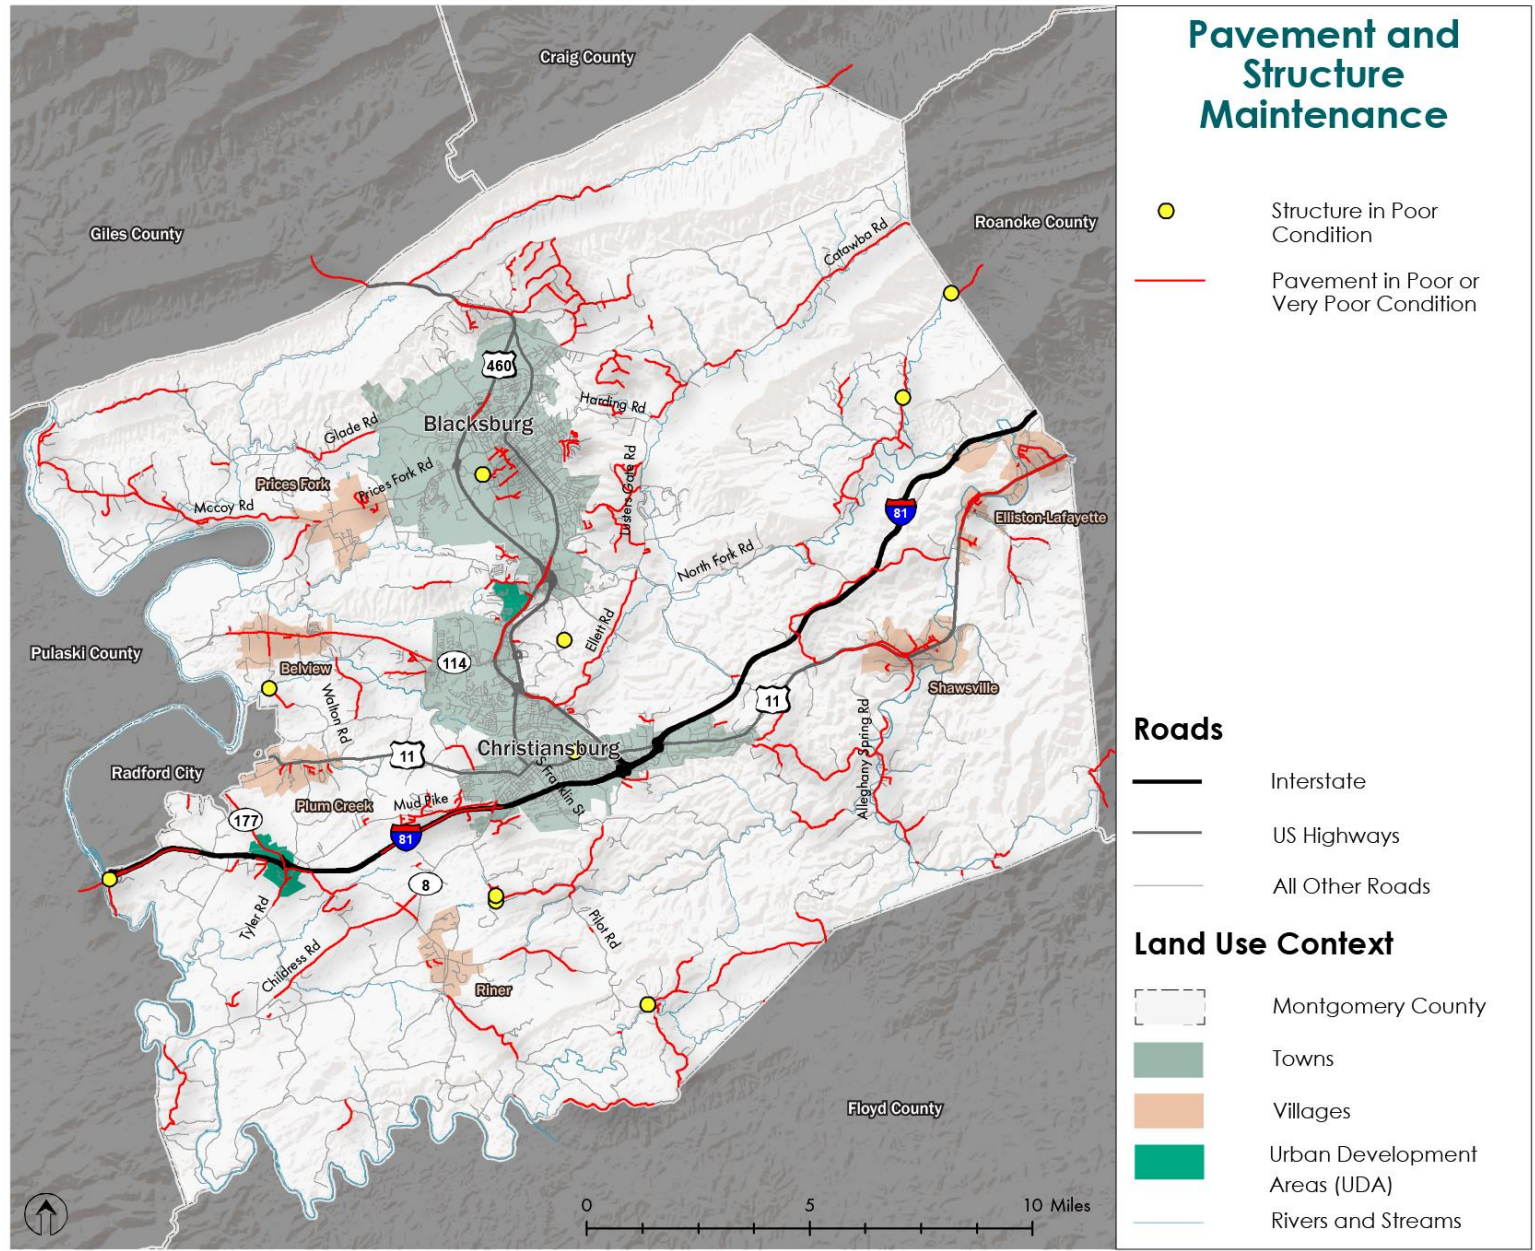 Pavement and
Structure
Maintenance
Structure in Poor
Condition
Pavement in Poor or
Very Poor Condition
Roads
Interstate
US Highways
All Other Roads
Land Use Context
Montgomery County
Towns
Villages
Urban Development
Areas (UDA)
Rivers and Streams
Craig County
Giles County
Roanoke County
Catawba Rd
460
Blacksburg
Harding Rd
Glade Rd
Prices Fork
Prices Fork Rd
Mccoy Rd
Lusters Gate Rd
81
Elliston-Lafayette
North Fork Rd
Ellett Rd
Pulaski County
Belview
114
Walton Rd
Shawsville
11
Alleghany Spring Rd
Christiansburg
11
Radford City
S Franklin St
Plum Creek
Mud Pike
177
81
8
Tyler Rd
Pilot Rd
Childress Rd
Riner
Floyd County
0 5 10 Miles